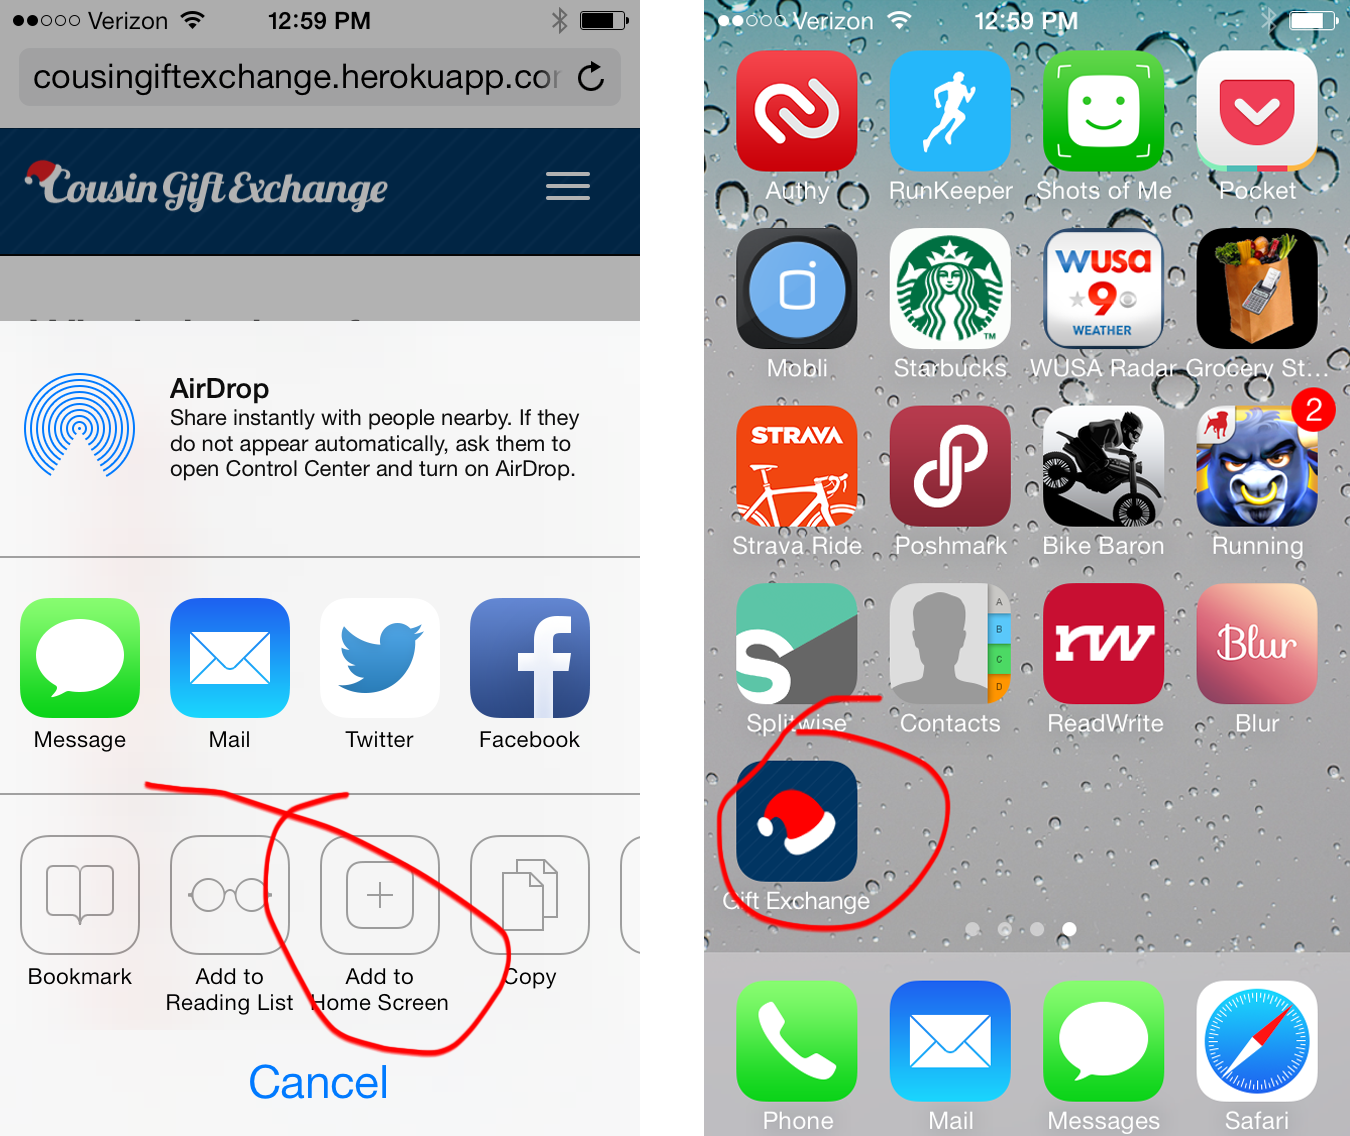 Verizon 12:59 PM
cousingiftexchange.herokuapp.co
Cousin Gift Exchange
AirDrop
Share instantly with people nearby. If they
do not appear automatically, ask them to
open Control Center and turn on AirDrop.
Message Mail Twitter Facebook
Bookmark Add to Add to Copy
Reading List Home Screen
Cancel
Verizon 12:59 PM
Authy RunKeeper Shots of Me Pocket
WUSA
9
WEATHER
TM
Mobli Starbucks WUSA Radar Grocery St...
STRAVA
2
Strava Ride Poshmark Bike Baron Running
S
A
B
C
D
rw
Blur
Splitwise Contacts ReadWrite Blur
Gift Exchange
Phone Mail Messages Safari